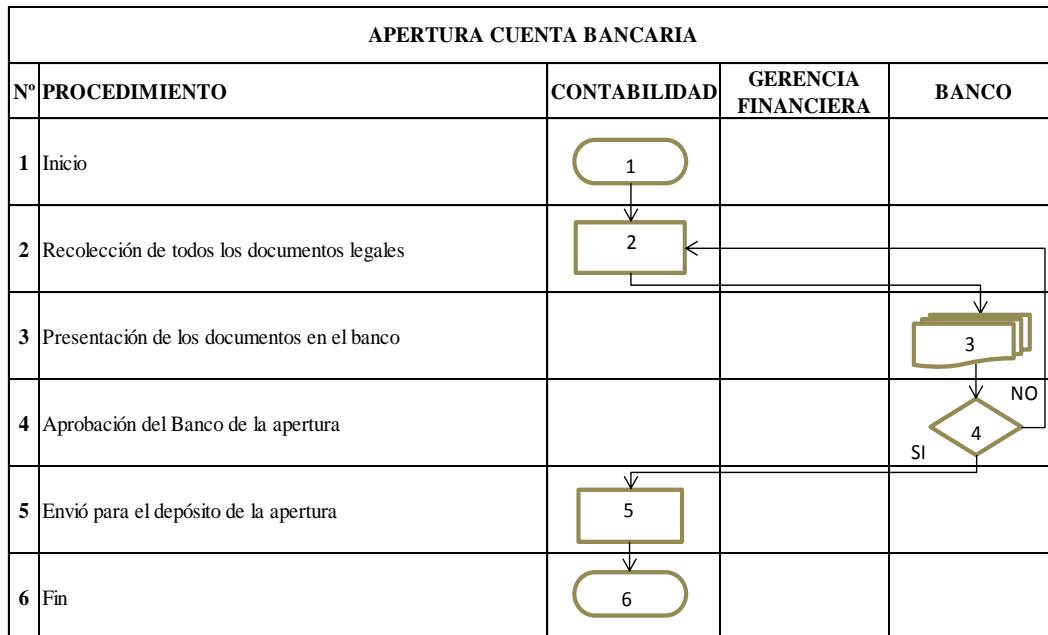 APERTURA CUENTA BANCARIA
Nº PROCEDIMIENTO CONTABILIDAD GERENCIA FINANCIERA BANCO
1 Inicio 1
2 Recolección de todos los documentos legales 2
3 Presentación de los documentos en el banco 3
NO
4 Aprobación del Banco de la apertura 4
SI
5 Envió para el depósito de la apertura 5
6 Fin 6